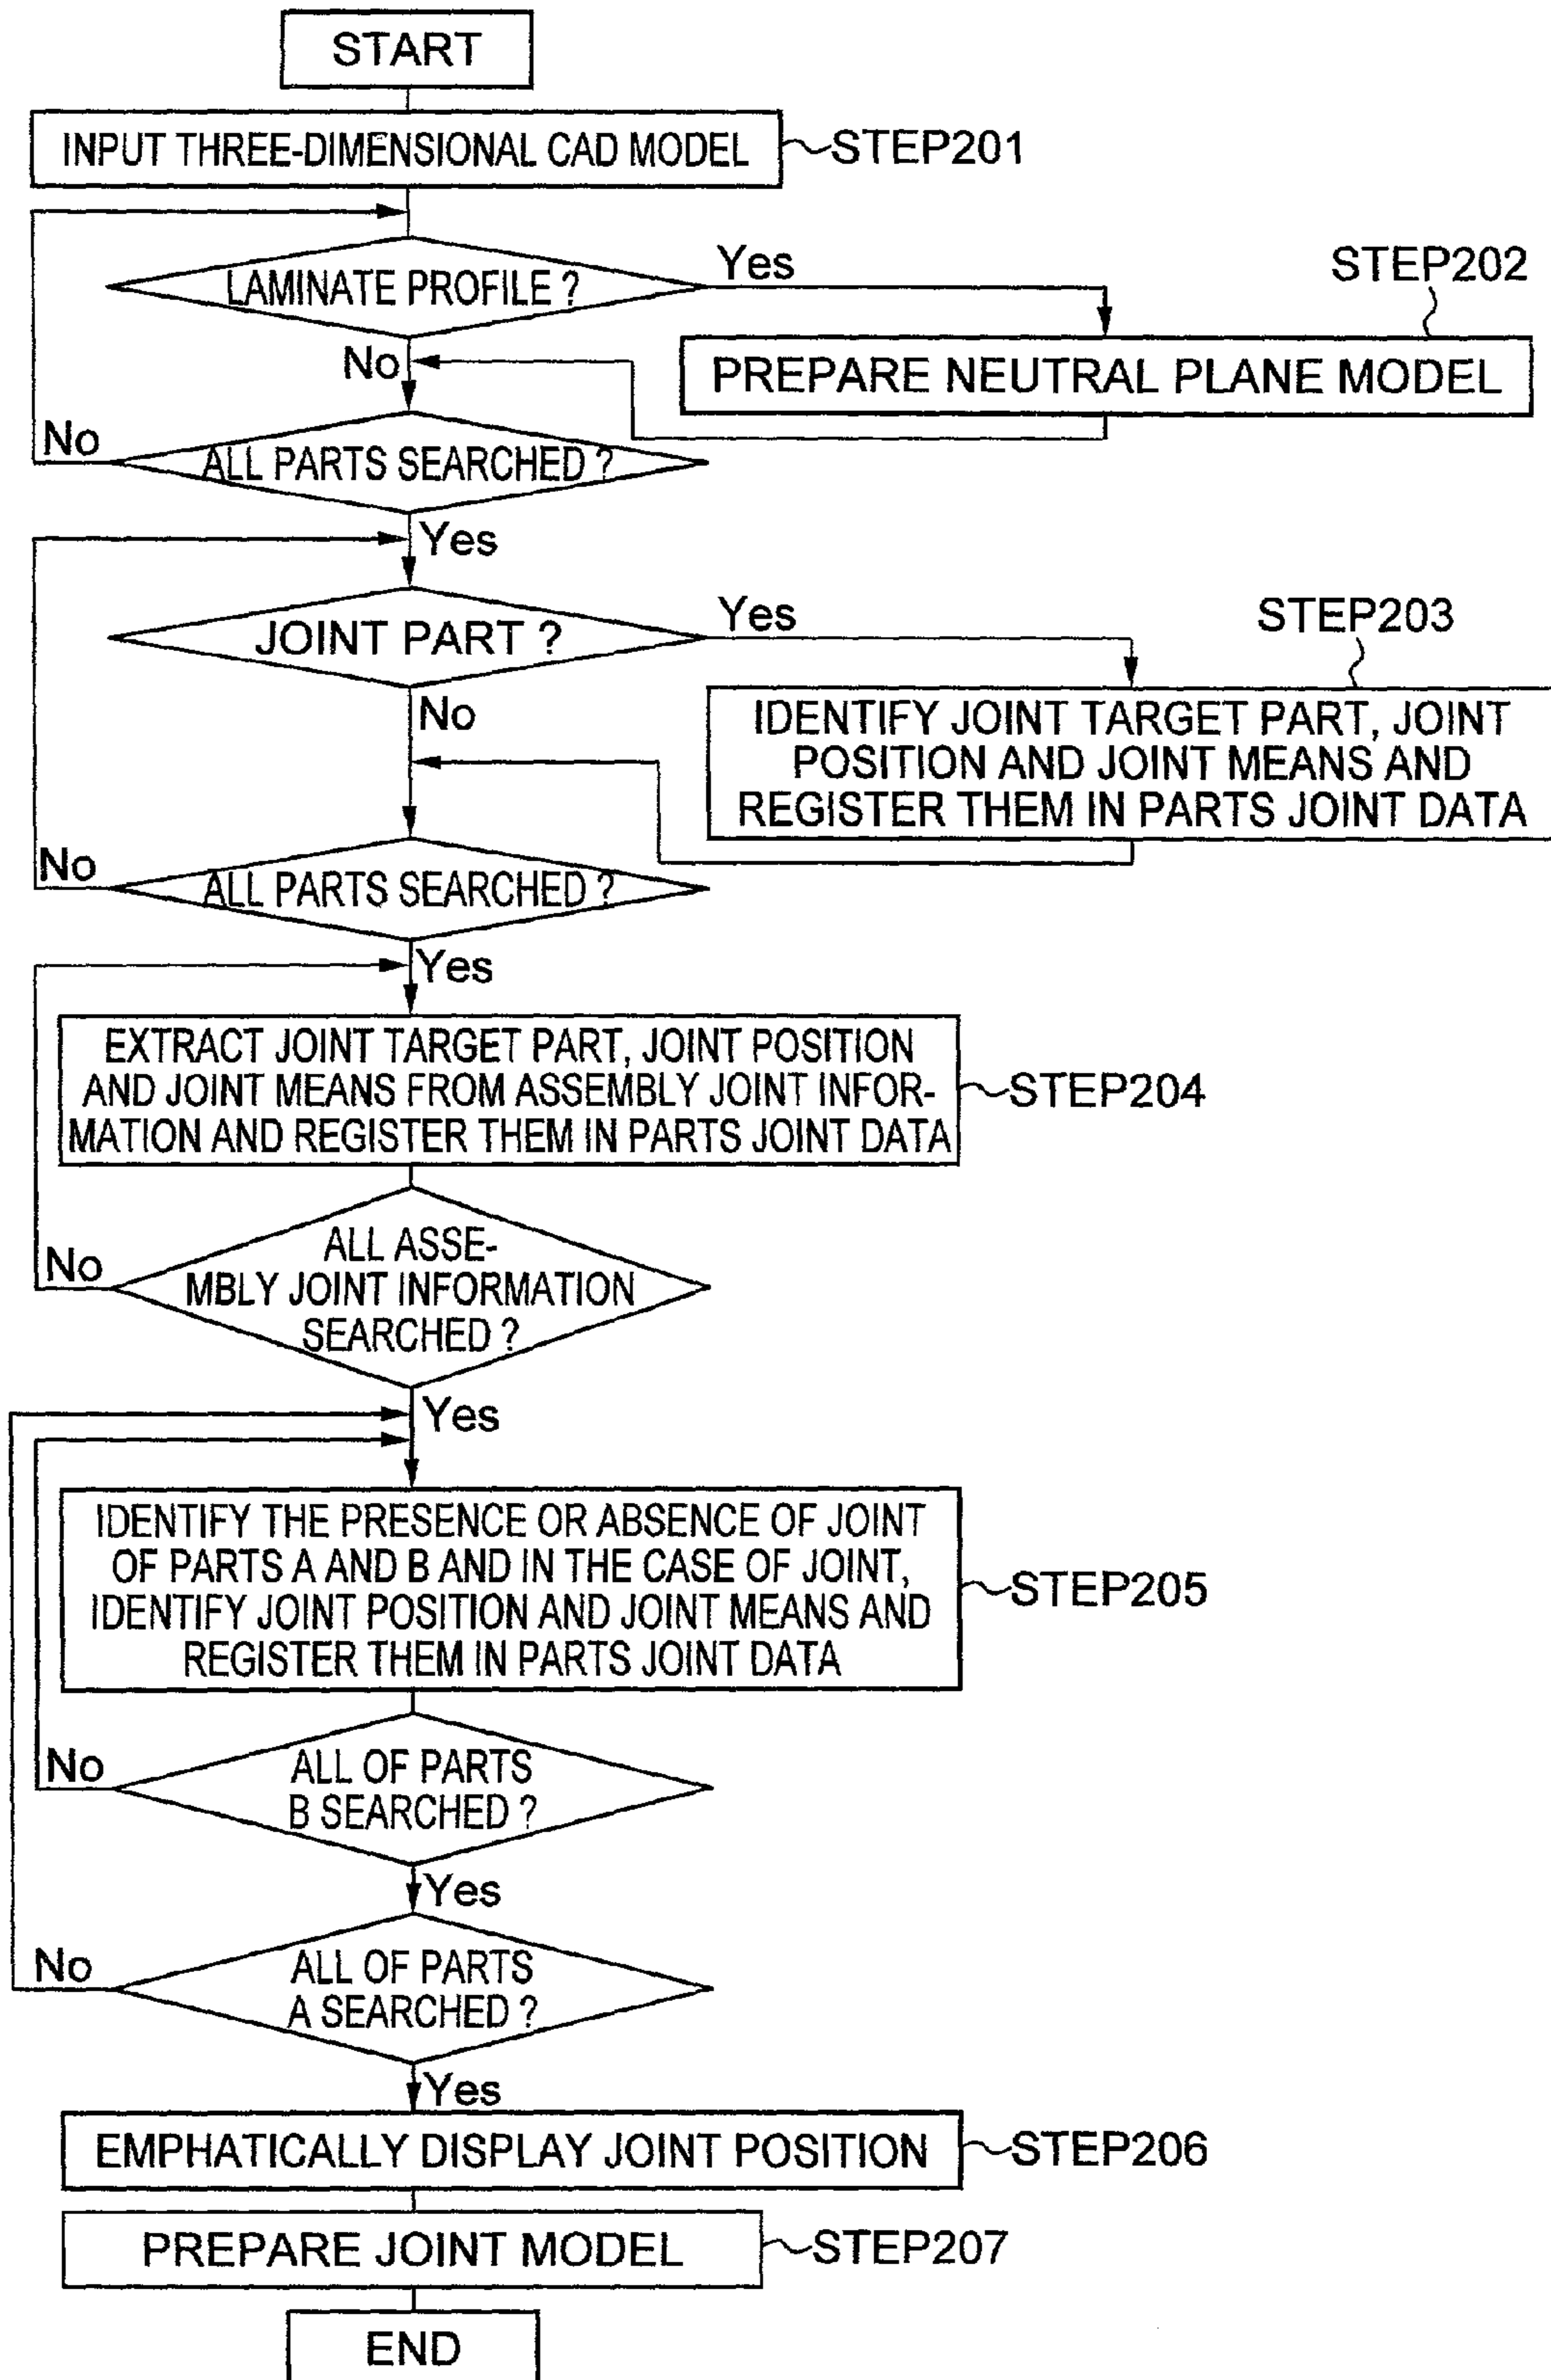 START
INPUT THREE-DIMENSIONAL CAD MODEL
STEP201
LAMINATE PROFILE ?
Yes
STEP202
No
PREPARE NEUTRAL PLANE MODEL
No
ALL PARTS SEARCHED ?
Yes
JOINT PART ?
Yes
STEP203
No
IDENTIFY JOINT TARGET PART, JOINT
POSITION AND JOINT MEANS AND
REGISTER THEM IN PARTS JOINT DATA
No
ALL PARTS SEARCHED ?
Yes
EXTRACT JOINT TARGET PART, JOINT POSITION
AND JOINT MEANS FROM ASSEMBLY JOINT INFOR-
MATION AND REGISTER THEM IN PARTS JOINT DATA
STEP204
No
ALL ASSE-
MBLY JOINT INFORMATION
SEARCHED ?
Yes
IDENTIFY THE PRESENCE OR ABSENCE OF JOINT
OF PARTS A AND B AND IN THE CASE OF JOINT,
IDENTIFY JOINT POSITION AND JOINT MEANS AND
REGISTER THEM IN PARTS JOINT DATA
STEP205
No
ALL OF PARTS
B SEARCHED ?
Yes
No
ALL OF PARTS
A SEARCHED ?
Yes
EMPHATICALLY DISPLAY JOINT POSITION
STEP206
PREPARE JOINT MODEL
STEP207
END